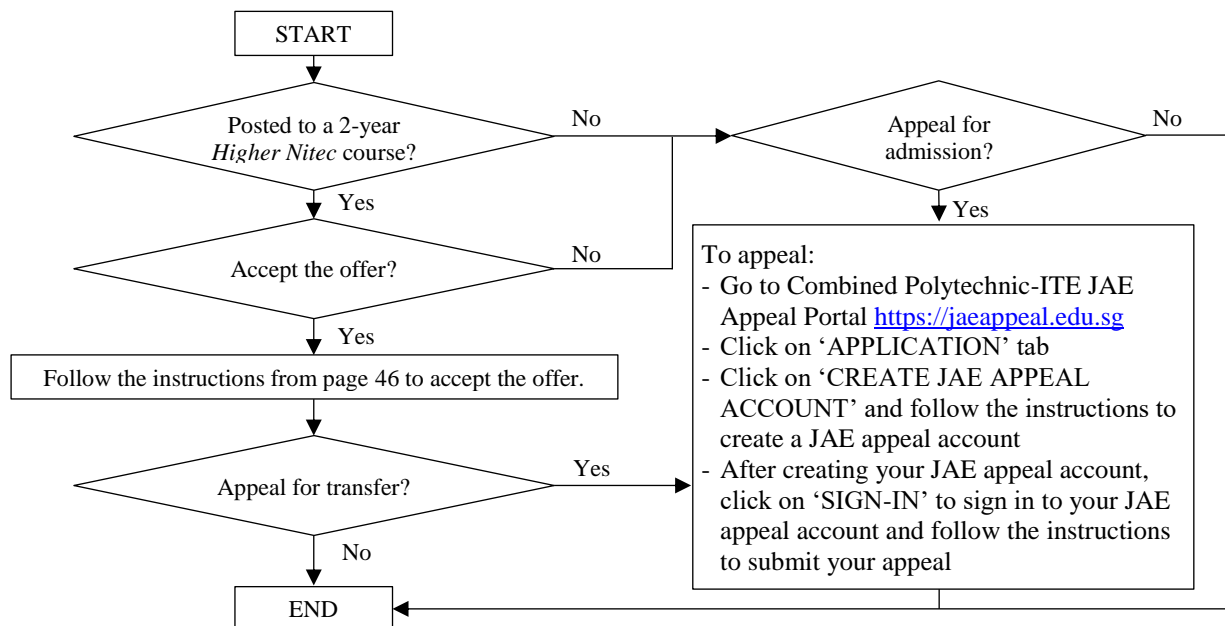 START
Posted to a 2-year
Higher Nitec course?
No
Yes
Accept the offer?
No
Yes
Follow the instructions from page 46 to accept the offer.
Appeal for transfer?
Yes
No
END
Appeal for
admission?
No
Yes
To appeal:
- Go to Combined Polytechnic-ITE JAE
Appeal Portal https://jaeappeal.edu.sg
- Click on ‘APPLICATION’ tab
- Click on ‘CREATE JAE APPEAL
ACCOUNT’ and follow the instructions to
create a JAE appeal account
- After creating your JAE appeal account,
click on ‘SIGN-IN’ to sign in to your JAE
appeal account and follow the instructions
to submit your appeal